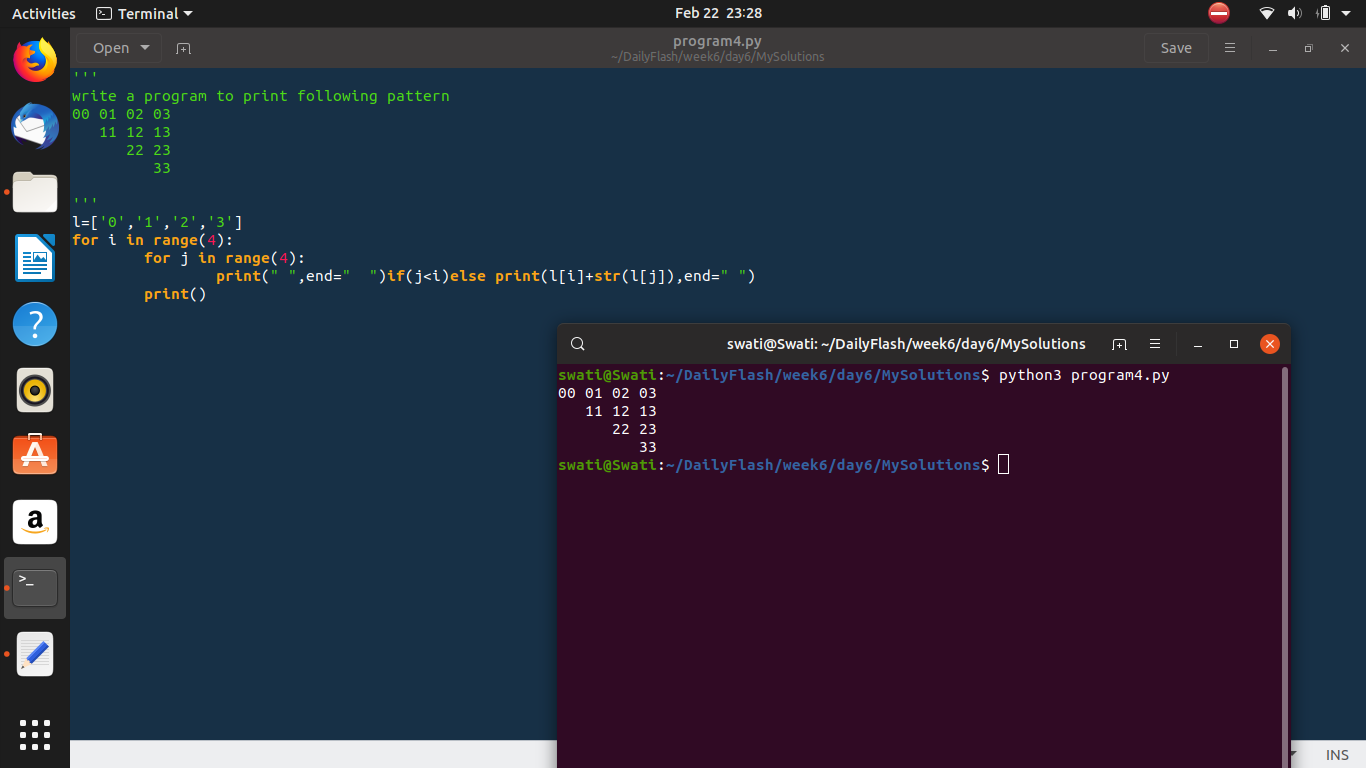 Activities Terminal Feb 22 23:28
Open program4.py Save
~/DailyFlash/week6/day6/MySolutions
'''
write a program to print following pattern
00 01 02 03
   11 12 13
      22 23
         33
'''
l=['0','1','2','3']
for i in range(4):
        for j in range(4):
                print(" ",end="  ")if(j<i)else print(l[i]+str(l[j]),end=" ")
        print()
swati@Swati: ~/DailyFlash/week6/day6/MySolutions
swati@Swati:~/DailyFlash/week6/day6/MySolutions$ python3 program4.py
00 01 02 03
   11 12 13
      22 23
         33
swati@Swati:~/DailyFlash/week6/day6/MySolutions$
INS